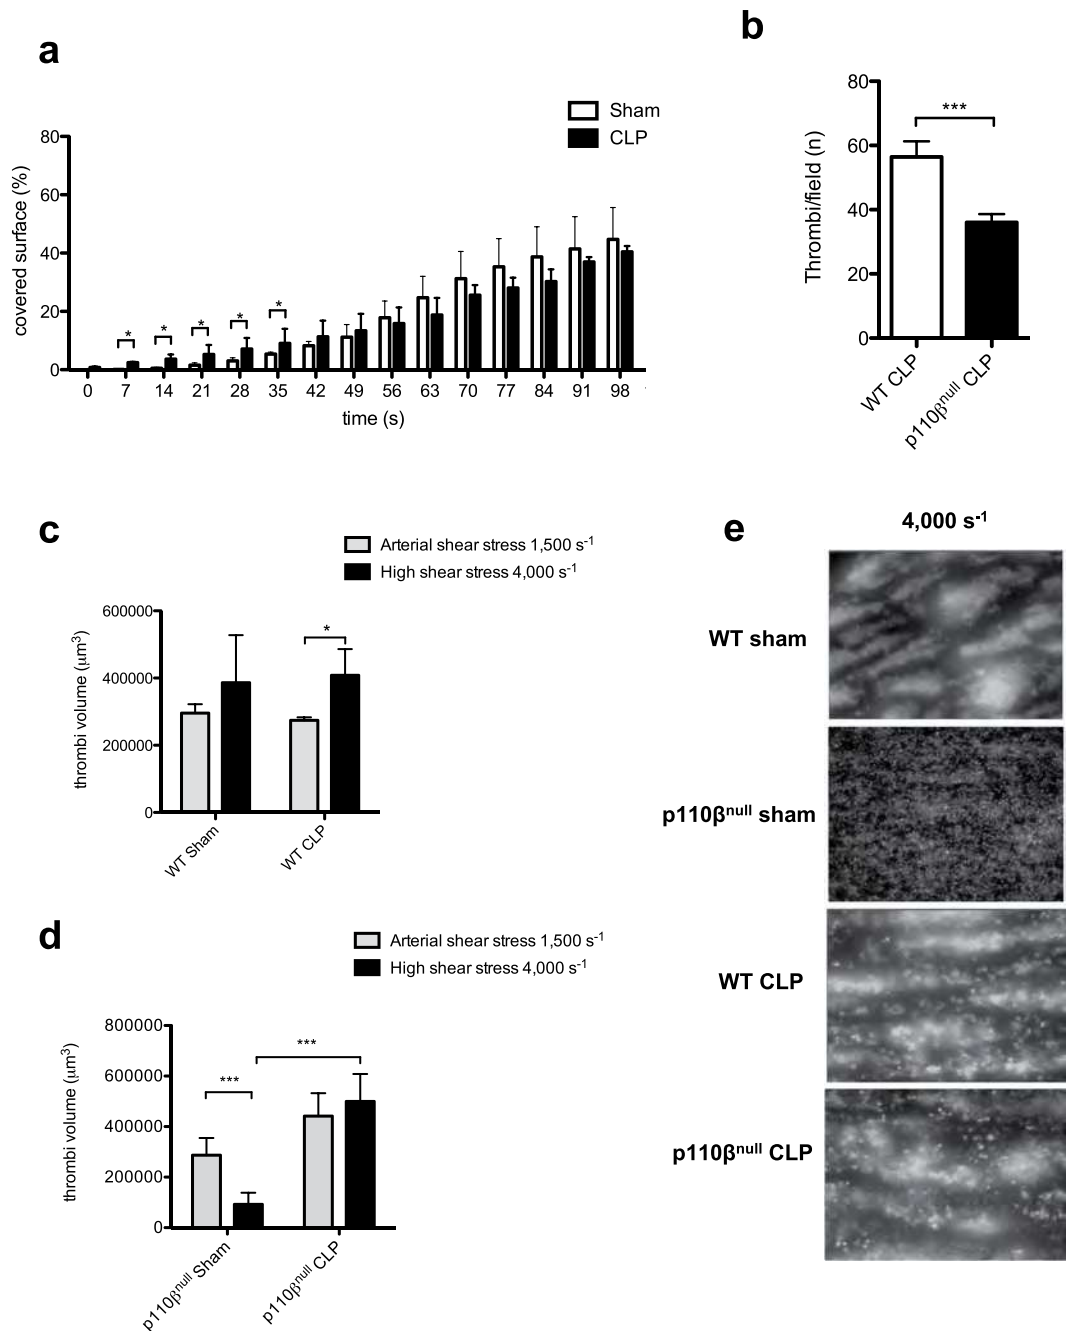 a
Sham
CLP
covered surface (%)
80
60
40
20
0
* * * * *
0 7 14 21 28 35 42 49 56 63 70 77 84 91 98
time (s)
b
Thrombi/field (n)
80
60
40
20
0
***
WT CLP
p110β^null CLP
c
Arterial shear stress 1,500 s⁻¹
High shear stress 4,000 s⁻¹
thrombi volume (μm³)
600000
400000
200000
0
*
WT Sham
WT CLP
d
Arterial shear stress 1,500 s⁻¹
High shear stress 4,000 s⁻¹
thrombi volume (μm³)
800000
600000
400000
200000
0
***
***
p110β^null Sham
p110β^null CLP
e
4,000 s⁻¹
WT sham
p110β^null sham
WT CLP
p110β^null CLP